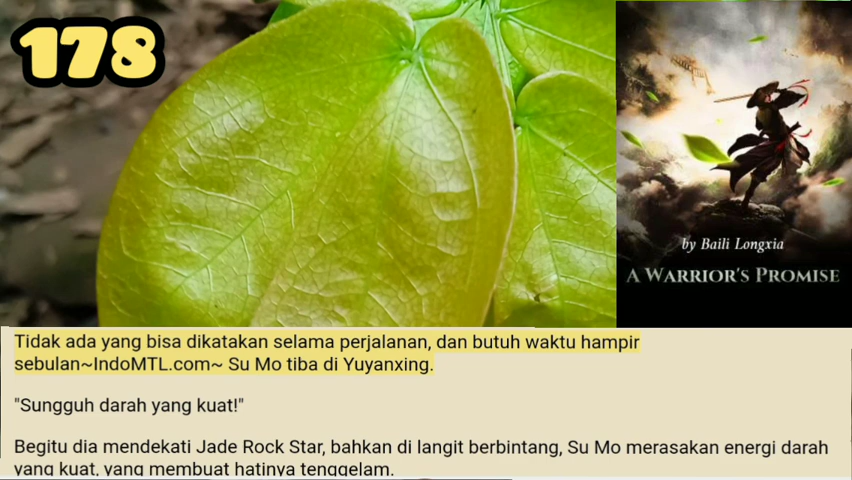 178
by Baili Longxia
A WARRIOR'S PROMISE
Tidak ada yang bisa dikatakan selama perjalanan, dan butuh waktu hampir
sebulan~IndoMTL.com~ Su Mo tiba di Yuyanxing.
"Sungguh darah yang kuat!"
Begitu dia mendekati Jade Rock Star, bahkan di langit berbintang, Su Mo merasakan energi darah
yang kuat, yang membuat hatinya tenggelam.